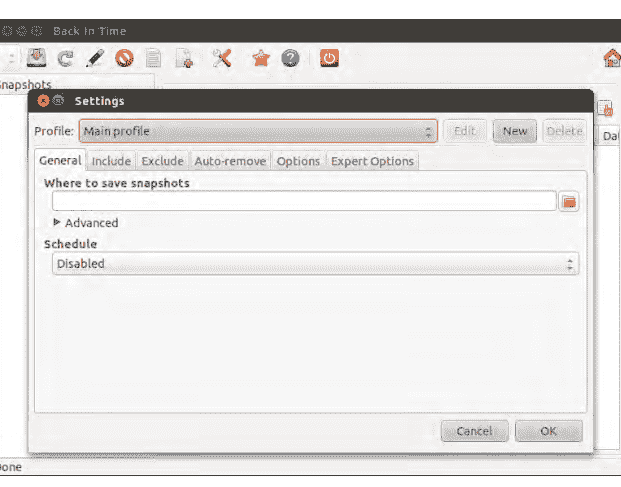 Back In Time
Snapshots
Settings
Profile: Main profile Edit New Delete
Da
General Include Exclude Auto-remove Options Expert Options
Where to save snapshots
Advanced
Schedule
Disabled
Cancel OK
Done